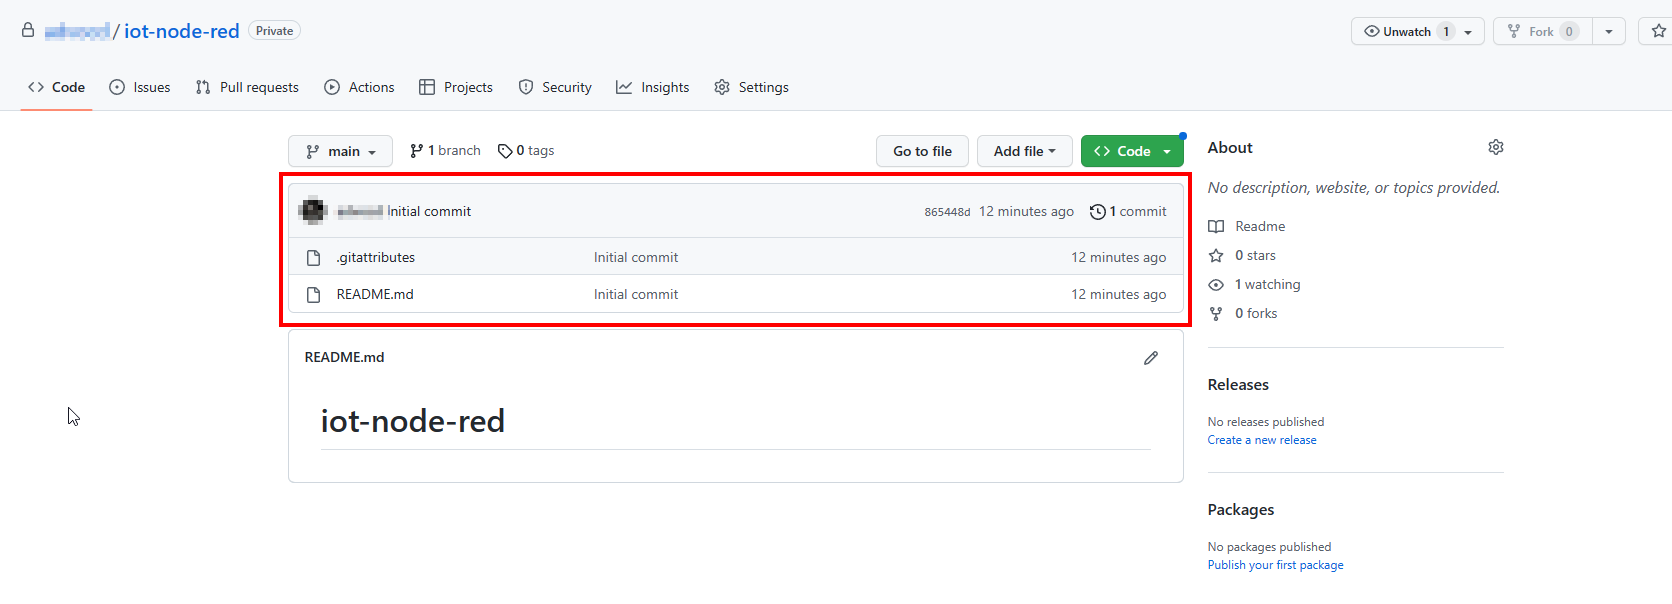 / iot-node-red Private
Unwatch 1 Fork 0
Code Issues Pull requests Actions Projects Security Insights Settings
main 1 branch 0 tags Go to file Add file Code
Initial commit 865448d 12 minutes ago 1 commit
.gitattributes Initial commit 12 minutes ago
README.md Initial commit 12 minutes ago
README.md
iot-node-red
About
No description, website, or topics provided.
Readme
0 stars
1 watching
0 forks
Releases
No releases published
Create a new release
Packages
No packages published
Publish your first package